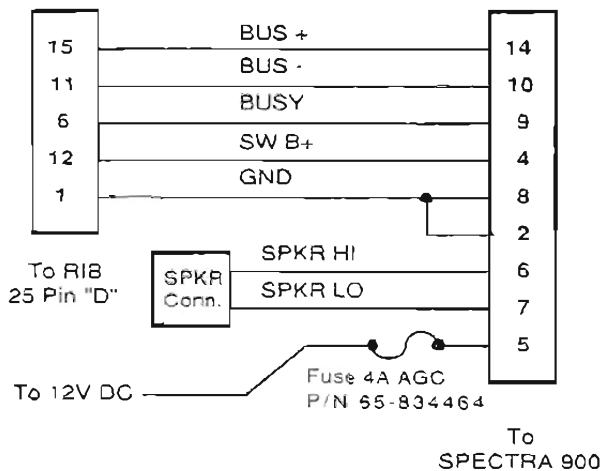 15 BUS + 14
11 BUS - 10
6 BUSY 9
12 SW B+ 4
1 GND 8
2
To RIB
25 Pin "D"
SPKR
Conn.
SPKR HI 6
SPKR LO 7
5
To 12V DC
Fuse 4A AGC
P/N 65-834464
To
SPECTRA 900